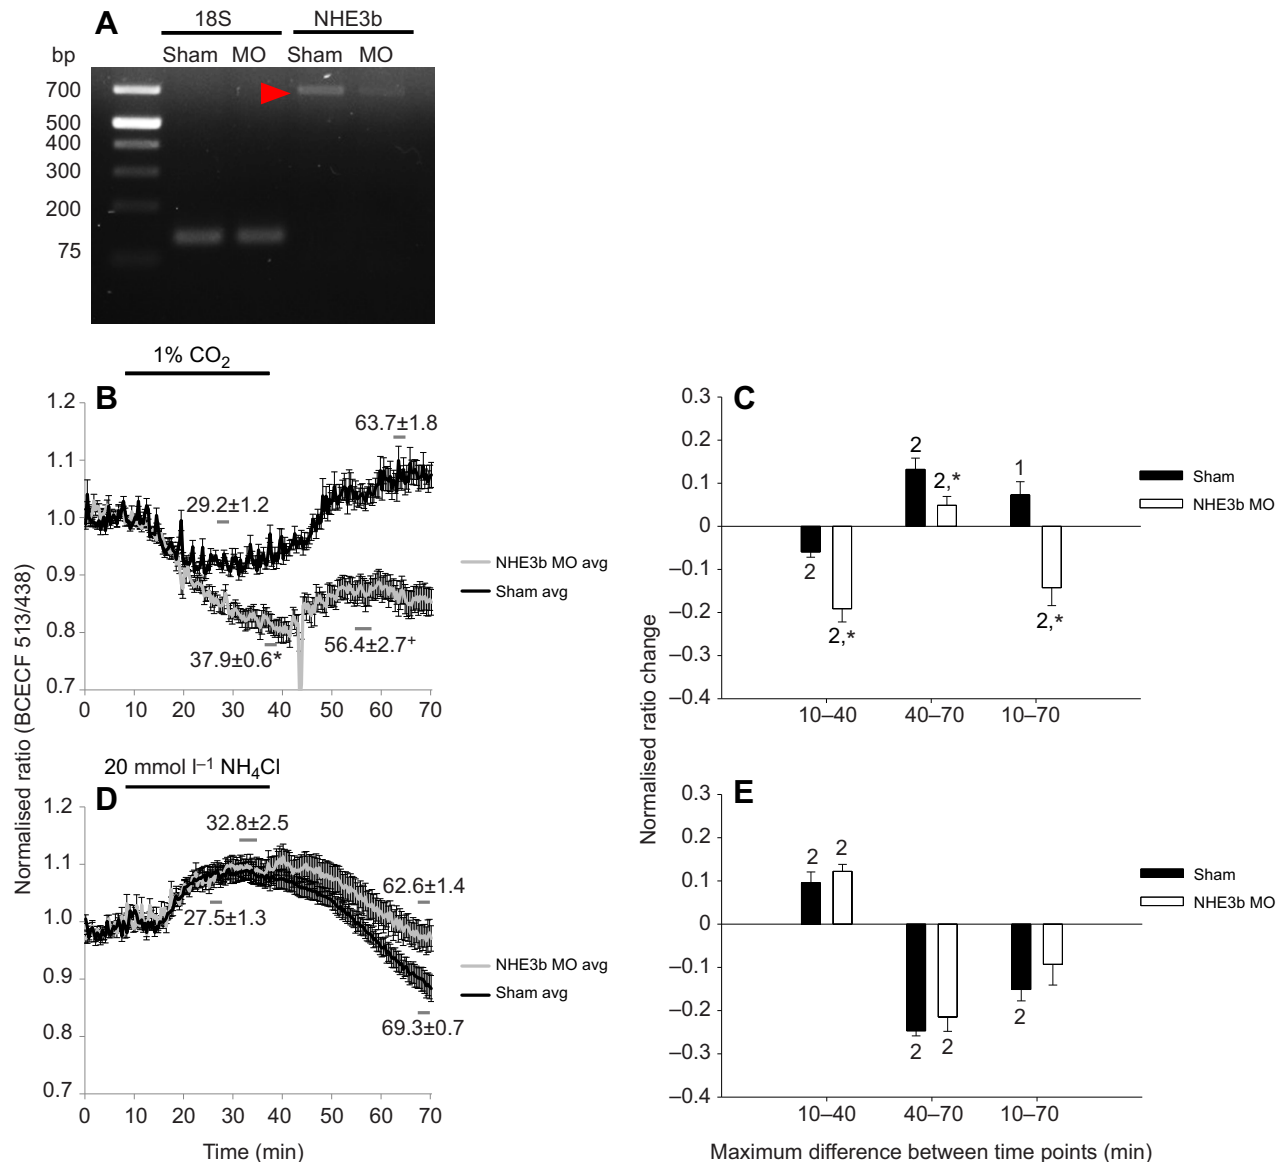 A
18S
NHE3b
bp
Sham
MO
Sham
MO
700
500
400
300
200
75
1% CO2
B
1.2
1.1
1.0
0.9
0.8
0.7
63.7±1.8
29.2±1.2
37.9±0.6*
56.4±2.7+
NHE3b MO avg
Sham avg
0 10 20 30 40 50 60 70
C
0.3
0.2
0.1
0
–0.1
–0.2
–0.3
–0.4
2
2
2,*
2,*
1
2,*
Sham
NHE3b MO
10–40 40–70 10–70
20 mmol l–1 NH4Cl
D
1.2
1.1
1.0
0.9
0.8
0.7
32.8±2.5
27.5±1.3
62.6±1.4
69.3±0.7
NHE3b MO avg
Sham avg
0 10 20 30 40 50 60 70
Time (min)
Normalised ratio (BCECF 513/438)
E
0.3
0.2
0.1
0
–0.1
–0.2
–0.3
–0.4
2
2
2
2
2
Sham
NHE3b MO
10–40 40–70 10–70
Maximum difference between time points (min)
Normalised ratio change